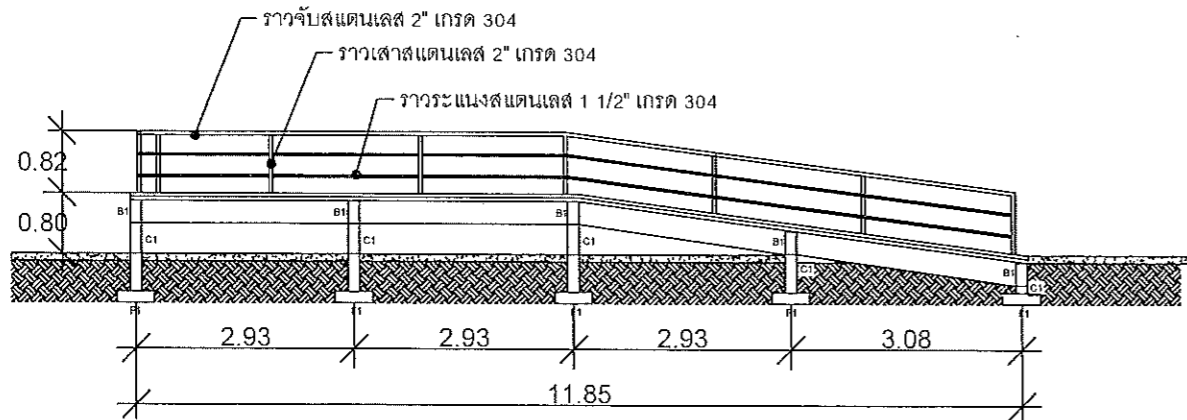 ราวจับสแตนเลส 2" เกรด 304
ราวเสาสแตนเลส 2" เกรด 304
ราวระแนงสแตนเลส 1 1/2" เกรด 304
0.82
0.80
B1 B1 B1 B1 B1
C1 C1 C1 C1 C1
F1 F1 F1 F1 F1
2.93 2.93 2.93 3.08
11.85